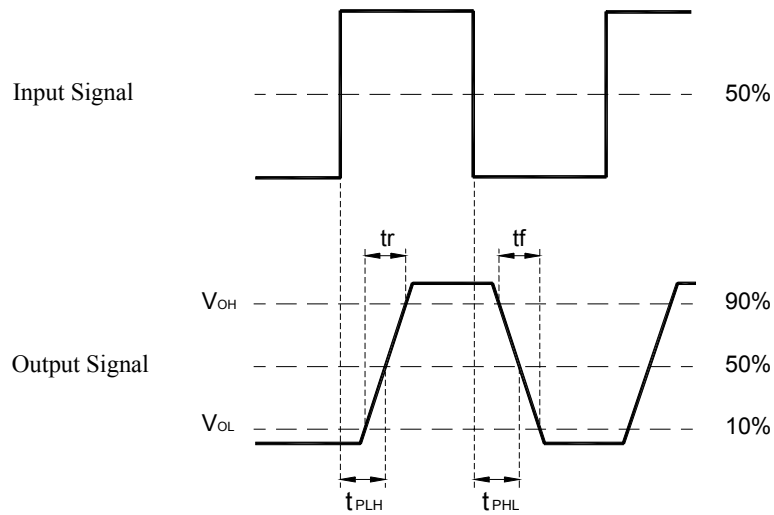 Input Signal
50%
tr
tf
VOH
90%
Output Signal
50%
VOL
10%
tPLH
tPHL